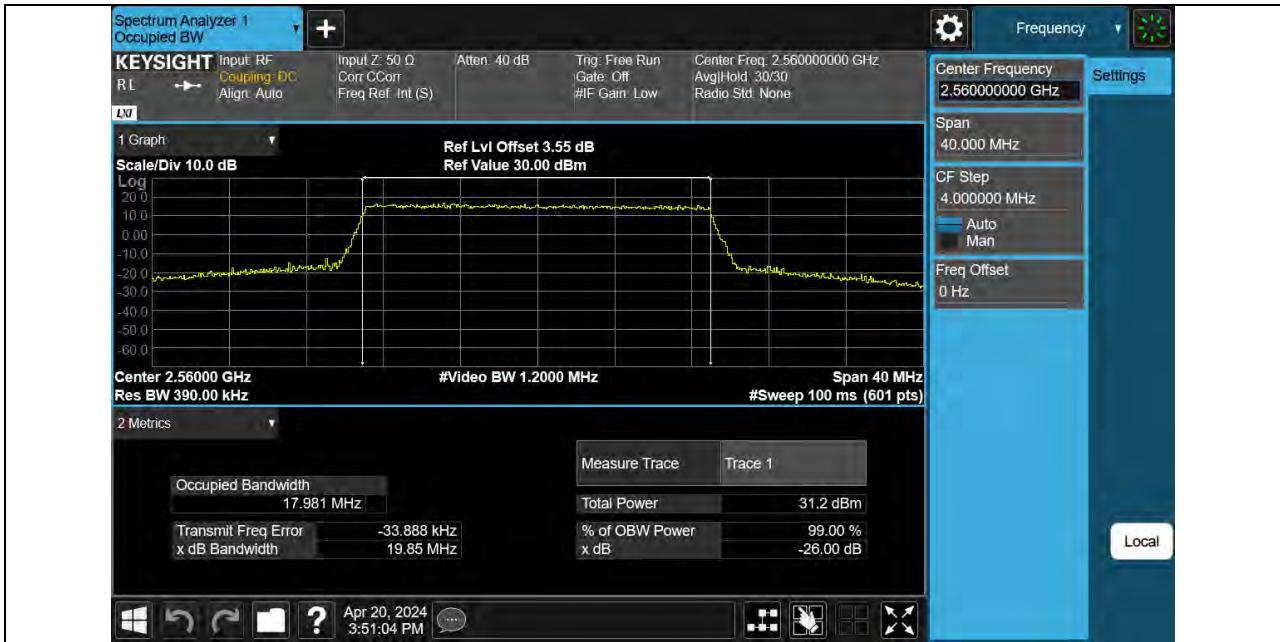 Spectrum Analyzer 1
Occupied BW
Frequency
KEYSIGHT
RL
LXI
Input: RF
Coupling: DC
Align: Auto
Input Z: 50 Ω
Corr CCorr
Freq Ref: Int (S)
Atten: 40 dB
Trig: Free Run
Gate: Off
#IF Gain: Low
Center Freq: 2.560000000 GHz
Avg|Hold: 30/30
Radio Std: None
Center Frequency
2.560000000 GHz
Settings
Span
40.000 MHz
CF Step
4.000000 MHz
Auto
Man
Freq Offset
0 Hz
Local
1 Graph
Scale/Div 10.0 dB
Ref Lvl Offset 3.55 dB
Ref Value 30.00 dBm
Log
20.0
10.0
0.00
-10.0
-20.0
-30.0
-40.0
-50.0
-60.0
Center 2.56000 GHz
#Video BW 1.2000 MHz
Span 40 MHz
Res BW 390.00 kHz
#Sweep 100 ms (601 pts)
2 Metrics
Measure Trace Trace 1
Occupied Bandwidth
17.981 MHz
Total Power 31.2 dBm
Transmit Freq Error -33.888 kHz
% of OBW Power 99.00 %
x dB Bandwidth 19.85 MHz
x dB -26.00 dB
?
Apr 20, 2024
3:51:04 PM